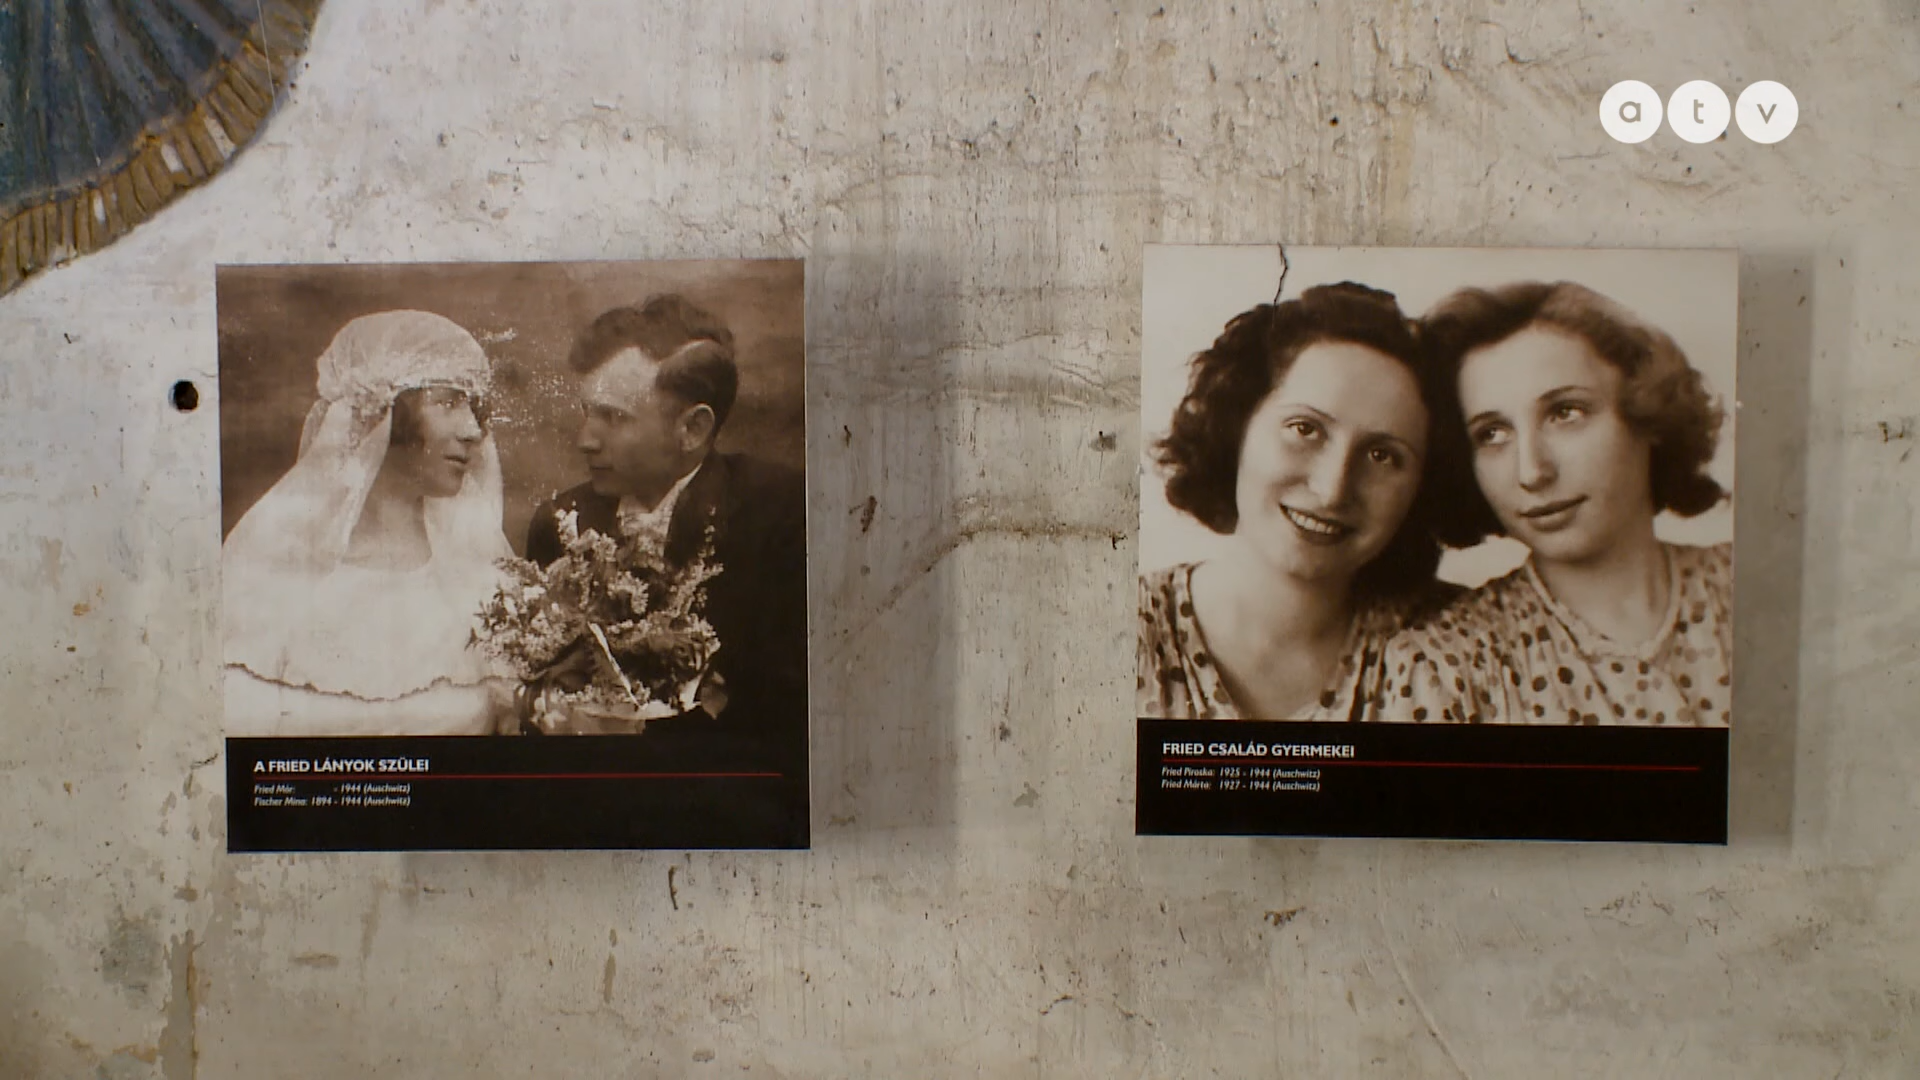 atv
A FRIED LÁNYOK SZÜLEI
Fried Mór: - 1944 (Auschwitz)
Fischer Mina: 1894 - 1944 (Auschwitz)
FRIED CSALÁD GYERMEKEI
Fried Piroska: 1925 - 1944 (Auschwitz)
Fried Márta: 1927 - 1944 (Auschwitz)